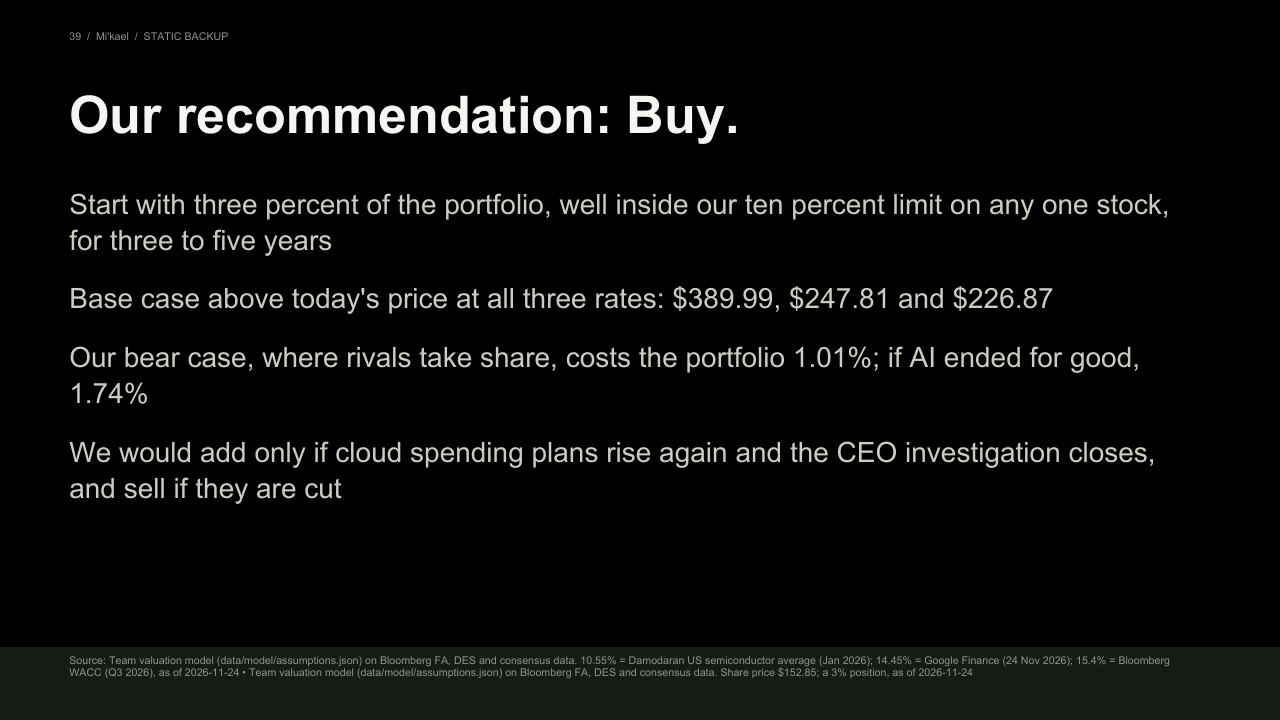 39 / Mi'kael / STATIC BACKUP
Our recommendation: Buy.
Start with three percent of the portfolio, well inside our ten percent limit on any one stock,
for three to five years
Base case above today's price at all three rates: $389.99, $247.81 and $226.87
Our bear case, where rivals take share, costs the portfolio 1.01%; if AI ended for good,
1.74%
We would add only if cloud spending plans rise again and the CEO investigation closes,
and sell if they are cut
Source: Team valuation model (data/model/assumptions.json) on Bloomberg FA, DES and consensus data. 10.55% = Damodaran US semiconductor average (Jan 2026); 14.45% = Google Finance (24 Nov 2026); 15.4% = Bloomberg
WACC (Q3 2026), as of 2026-11-24 • Team valuation model (data/model/assumptions.json) on Bloomberg FA, DES and consensus data. Share price $152.85; a 3% position, as of 2026-11-24